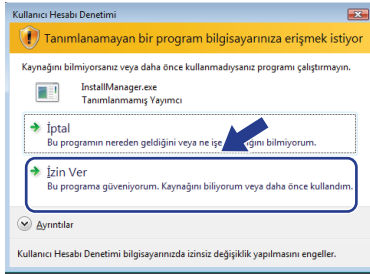 Kullanıcı Hesabı Denetimi
Tanımlanamayan bir program bilgisayarınıza erişmek istiyor
Kaynağını bilmiyorsanız veya daha önce kullanmadıysanız programı çalıştırmayın.
InstallManager.exe
Tanımlanmamış Yayımcı
İptal
Bu programın nereden geldiğini veya ne işe bilmiyorum.
İzin Ver
Bu programa güveniyorum. Kaynağını biliyorum veya daha önce kullandım.
Ayrıntılar
Kullanıcı Hesabı Denetimi bilgisayarınızda izinsiz değişiklik yapılmasını engeller.